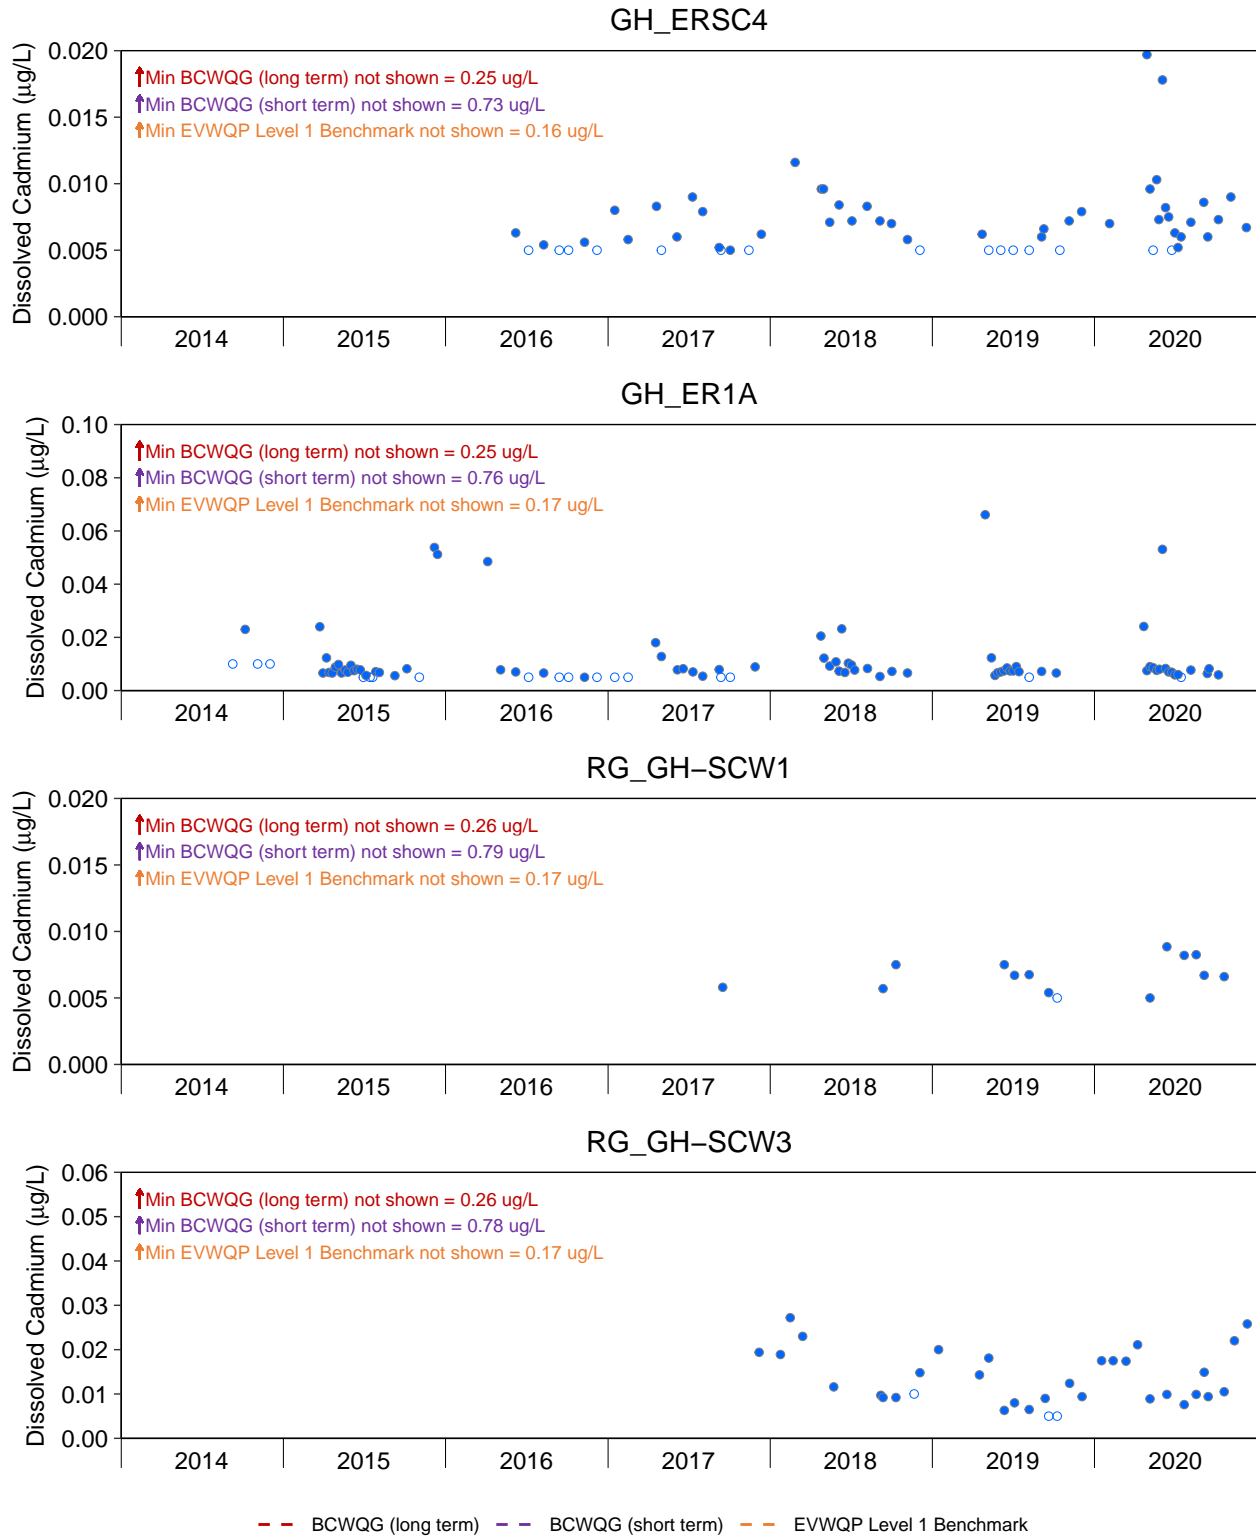 GH_ERSC4
Dissolved Cadmium (µg/L)
0.020
0.015
0.010
0.005
0.000
Min BCWQG (long term) not shown = 0.25 ug/L
Min BCWQG (short term) not shown = 0.73 ug/L
Min EVWQP Level 1 Benchmark not shown = 0.16 ug/L
2014 2015 2016 2017 2018 2019 2020
GH_ER1A
Dissolved Cadmium (µg/L)
0.10
0.08
0.06
0.04
0.02
0.00
Min BCWQG (long term) not shown = 0.25 ug/L
Min BCWQG (short term) not shown = 0.76 ug/L
Min EVWQP Level 1 Benchmark not shown = 0.17 ug/L
2014 2015 2016 2017 2018 2019 2020
RG_GH−SCW1
Dissolved Cadmium (µg/L)
0.020
0.015
0.010
0.005
0.000
Min BCWQG (long term) not shown = 0.26 ug/L
Min BCWQG (short term) not shown = 0.79 ug/L
Min EVWQP Level 1 Benchmark not shown = 0.17 ug/L
2014 2015 2016 2017 2018 2019 2020
RG_GH−SCW3
Dissolved Cadmium (µg/L)
0.06
0.05
0.04
0.03
0.02
0.01
0.00
Min BCWQG (long term) not shown = 0.26 ug/L
Min BCWQG (short term) not shown = 0.78 ug/L
Min EVWQP Level 1 Benchmark not shown = 0.17 ug/L
2014 2015 2016 2017 2018 2019 2020
BCWQG (long term) BCWQG (short term) EVWQP Level 1 Benchmark